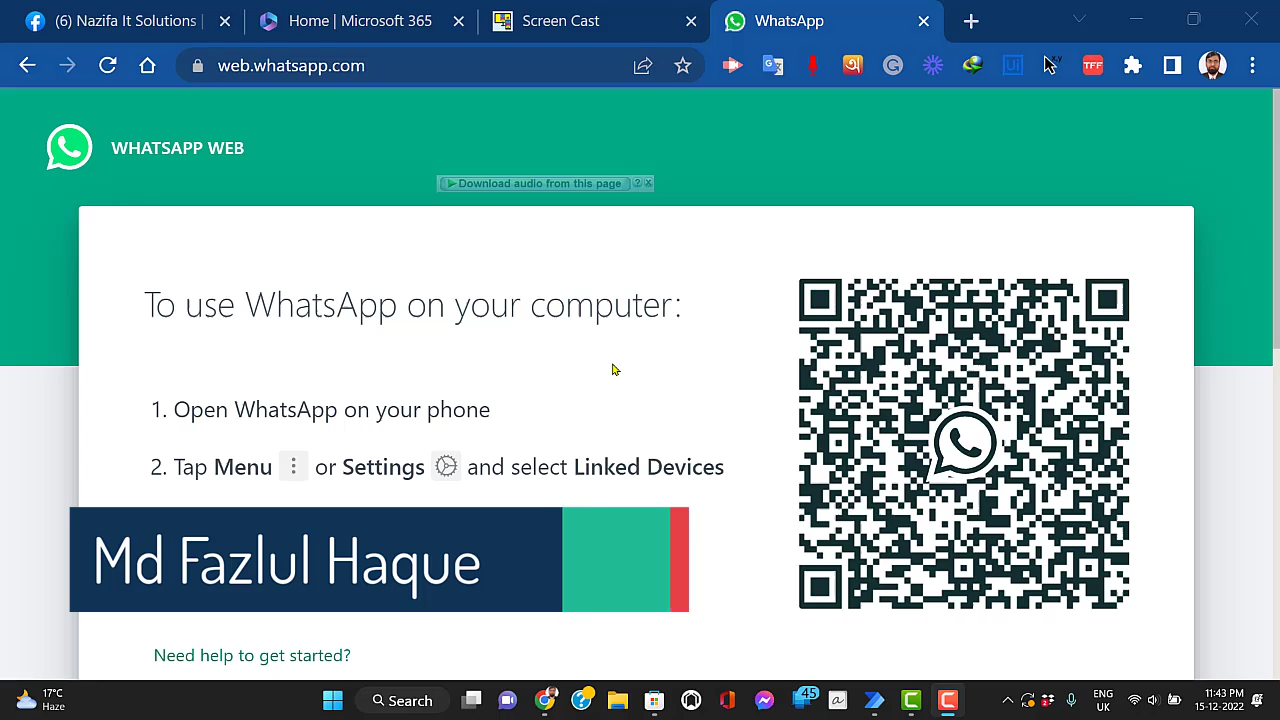 (6) Nazifa It Solutions
Home | Microsoft 365
Screen Cast
WhatsApp
web.whatsapp.com
Ui
TFF
WHATSAPP WEB
Download audio from this page
To use WhatsApp on your computer:
1. Open WhatsApp on your phone
2. Tap Menu or Settings and select Linked Devices
Md Fazlul Haque
Need help to get started?
17°C
Haze
Search
45
ENG
UK
11:43 PM
15-12-2022